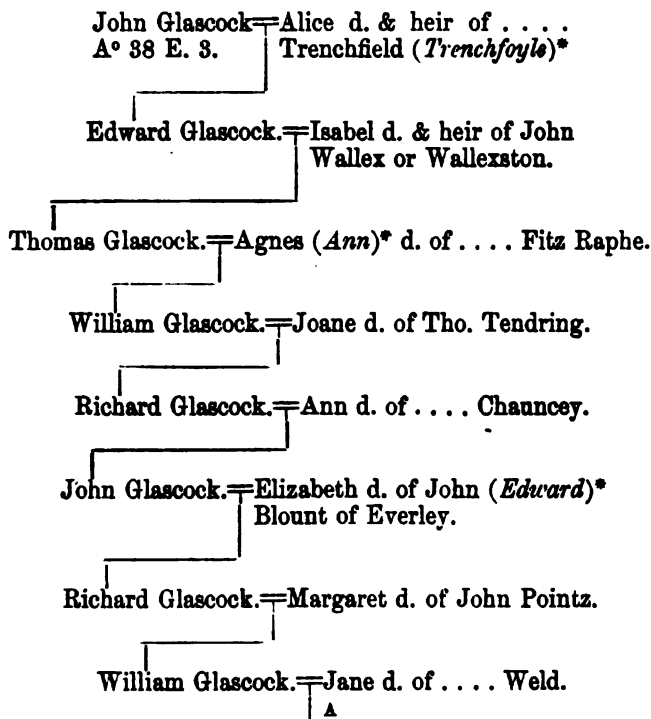 John Glascock=Alice d. & heir of . . . .
Aº 38 E. 3. Trenchfield (Trenchfoyle)*
Edward Glascock.=Isabel d. & heir of John
Wallex or Wallexston.
Thomas Glascock.=Agnes (Ann)* d. of . . . . Fitz Raphe.
William Glascock.=Joane d. of Tho. Tendring.
Richard Glascock.=Ann d. of . . . . Chauncey.
John Glascock.=Elizabeth d. of John (Edward)*
Blount of Everley.
Richard Glascock.=Margaret d. of John Pointz.
William Glascock.=Jane d. of . . . . Weld.
A